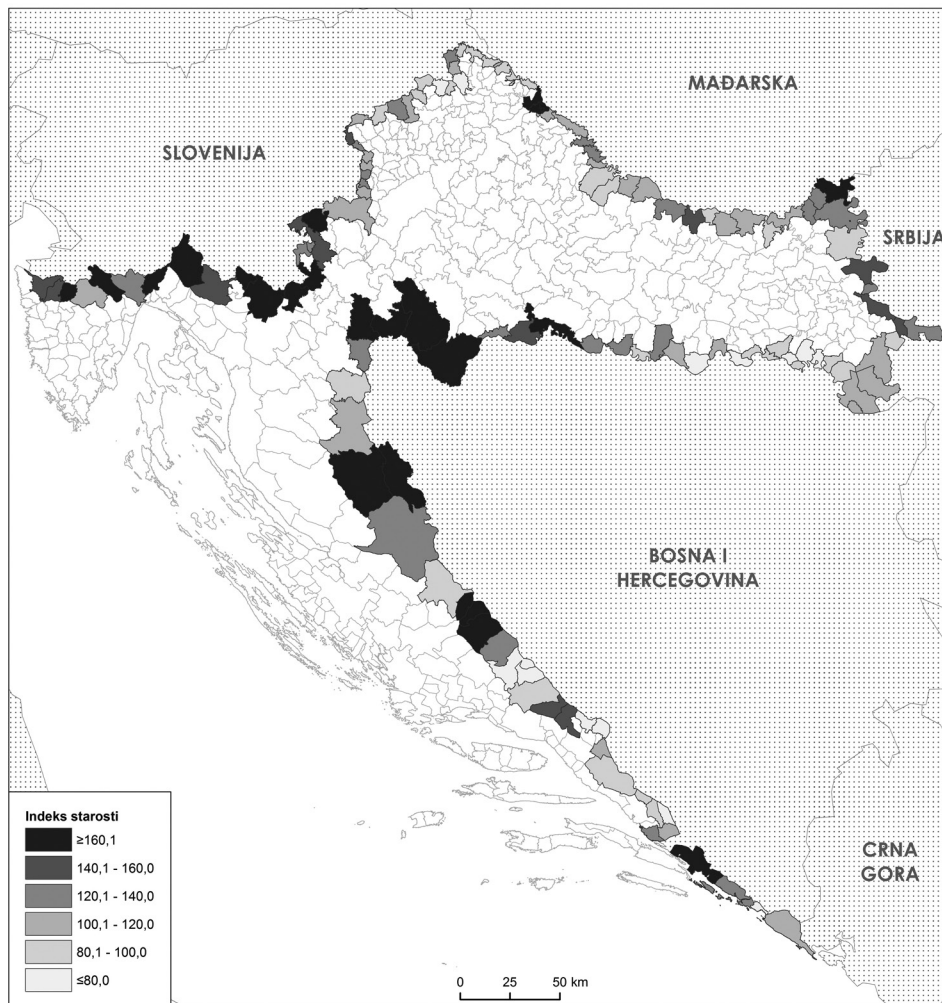 MAĐARSKA
SLOVENIJA
SRBIJA
BOSNA I
HERCEGOVINA
CRNA
GORA
Indeks starosti
≥160,1
140,1 - 160,0
120,1 - 140,0
100,1 - 120,0
80,1 - 100,0
≤80,0
0 25 50 km